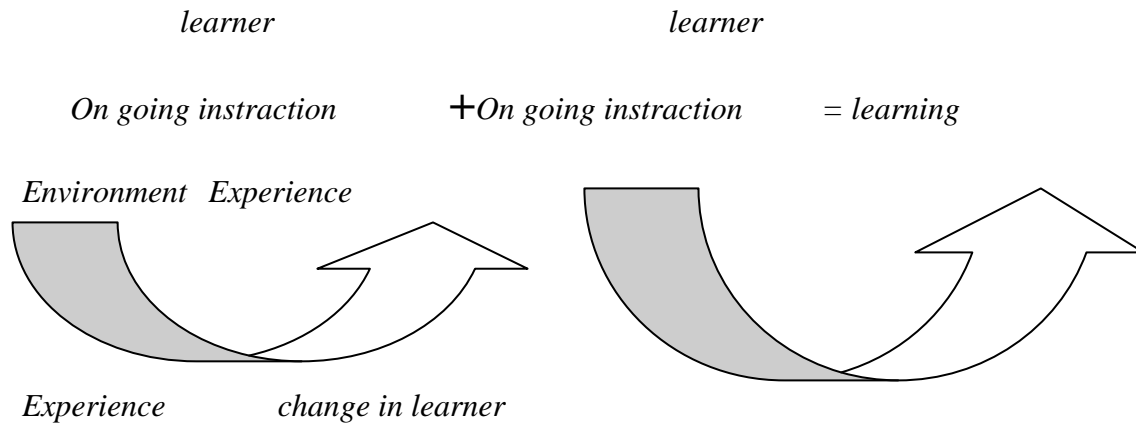 learner learner
On going instraction +On going instraction = learning
Environment Experience
Experience change in learner